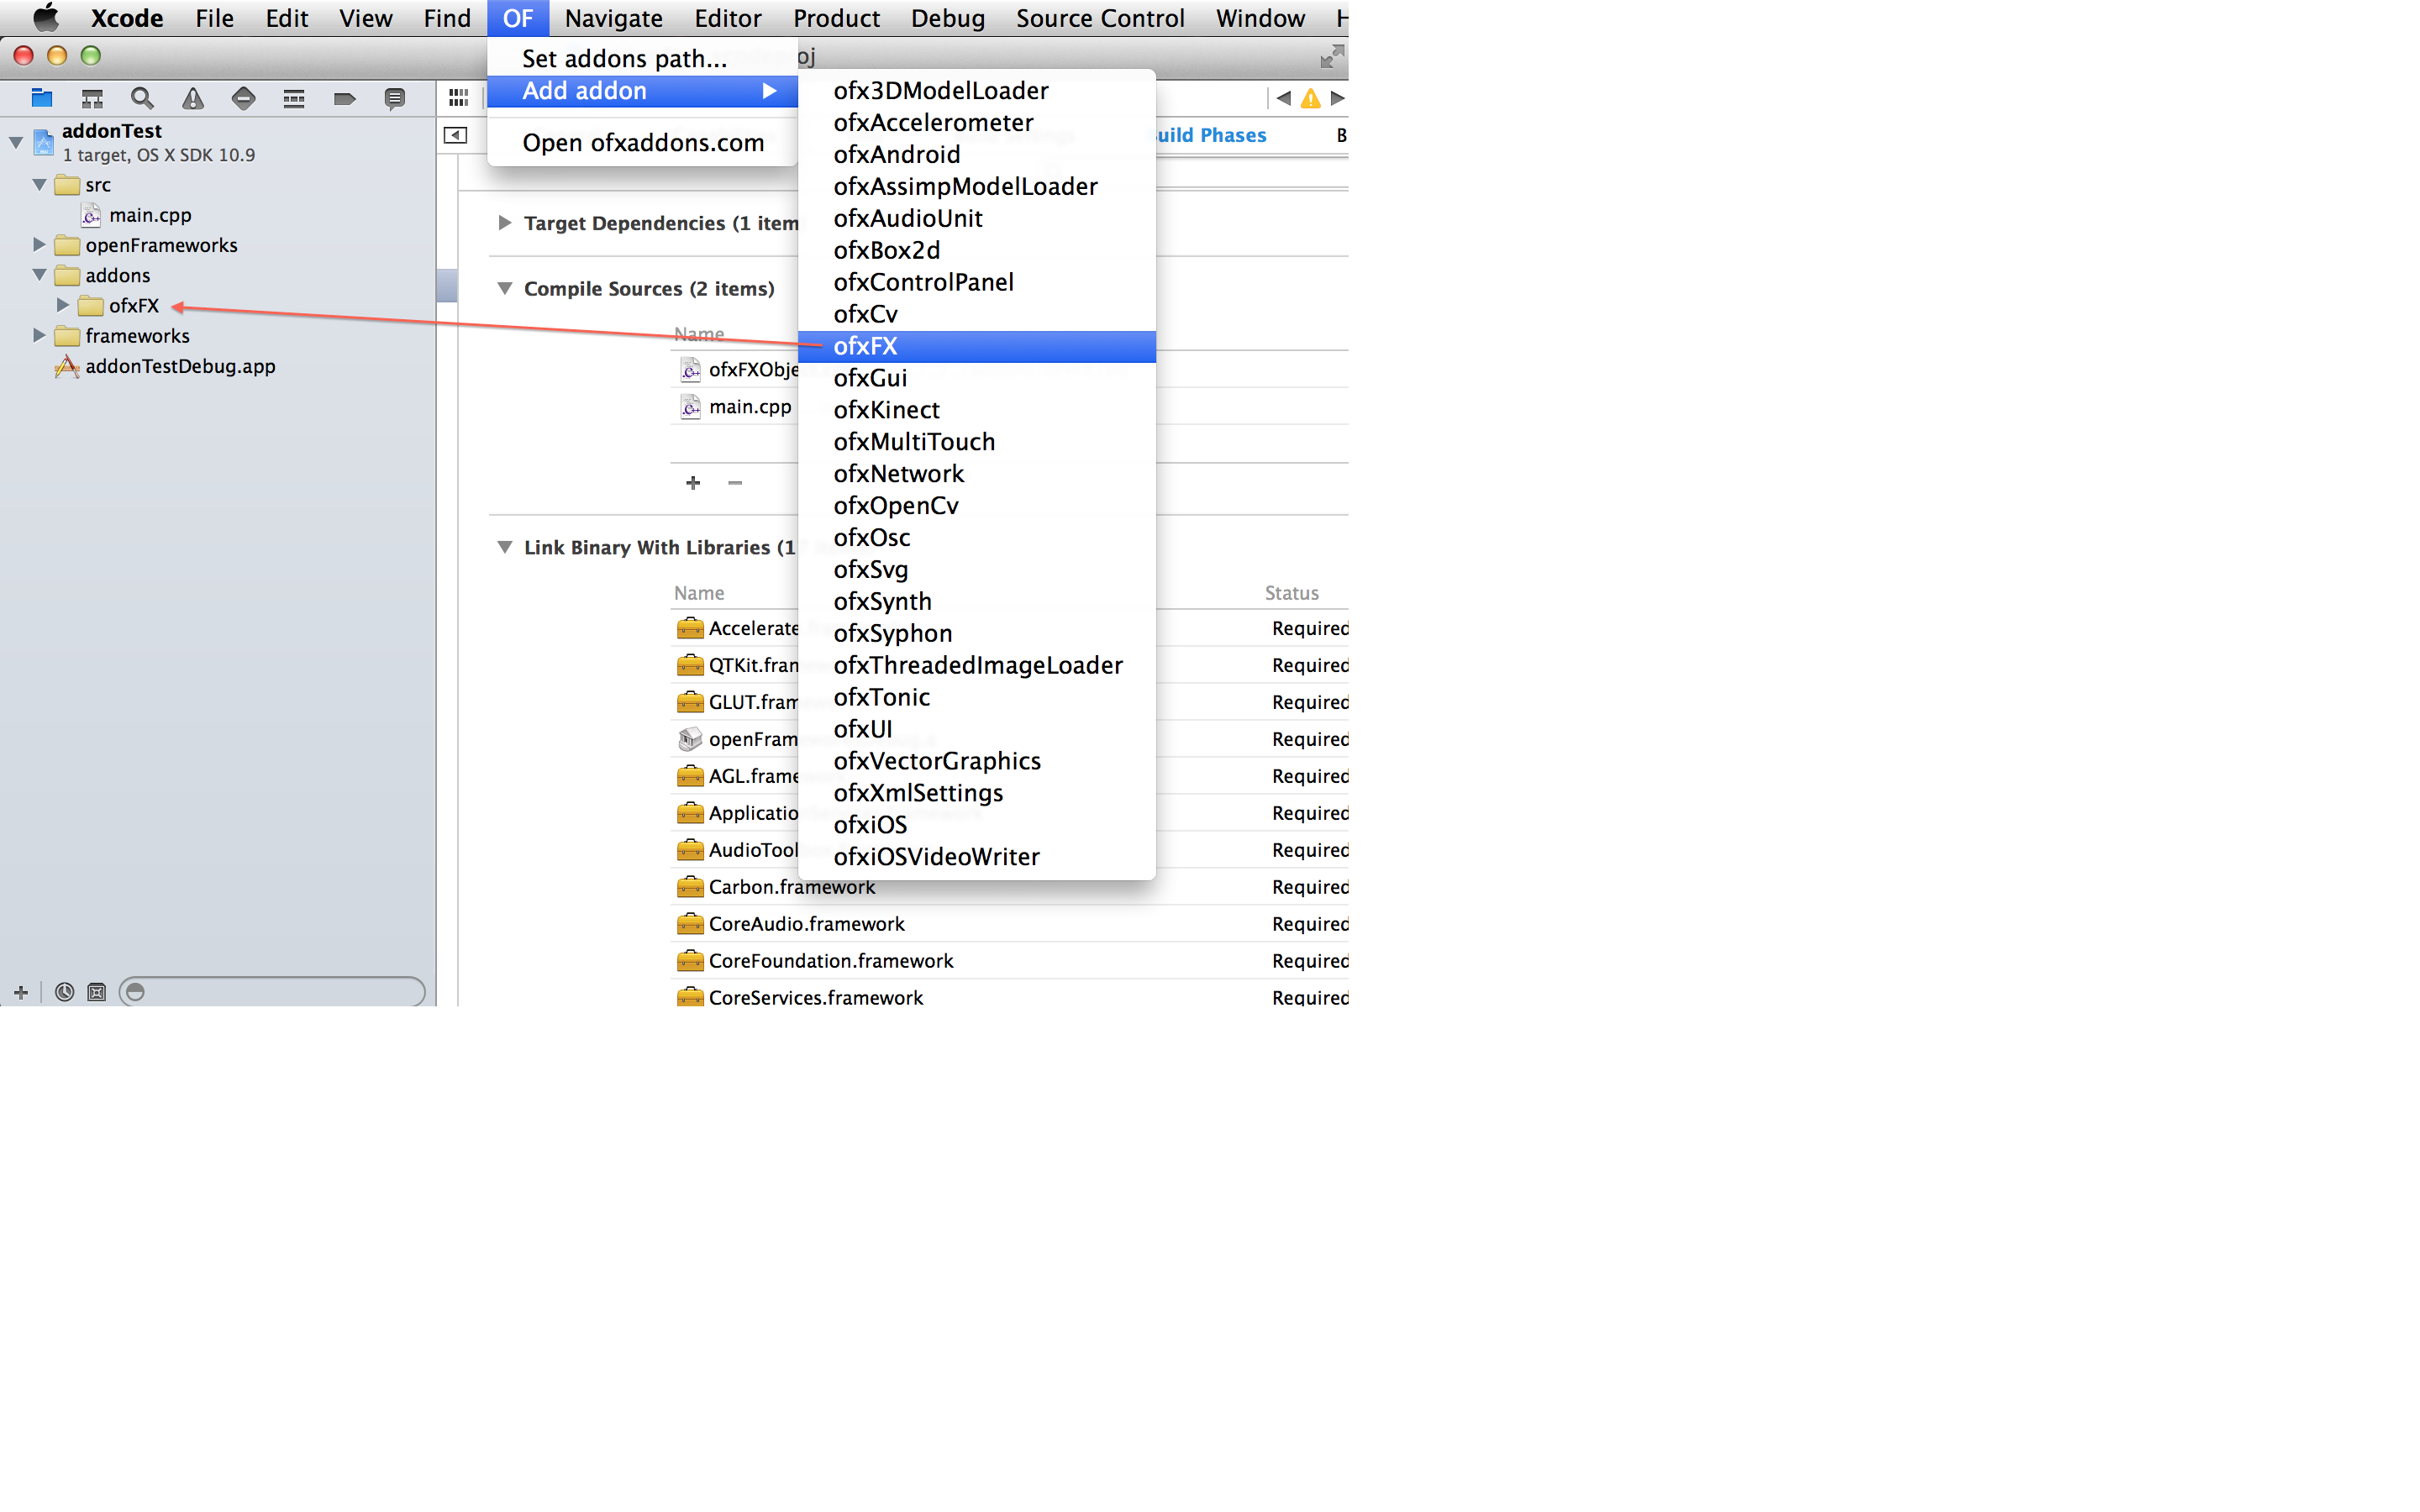 Xcode File Edit View Find OF Navigate Editor Product Debug Source Control Window
Set addons path...
Add addon
Open ofxaddons.com
addonTest
1 target, OS X SDK 10.9
src
main.cpp
openFrameworks
addons
ofxFX
frameworks
addonTestDebug.app
ofx3DModelLoader
ofxAccelerometer
ofxAndroid
ofxAssimpModelLoader
ofxAudioUnit
ofxBox2d
ofxControlPanel
ofxCv
ofxFX
ofxGui
ofxKinect
ofxMultiTouch
ofxNetwork
ofxOpenCv
ofxOsc
ofxSvg
ofxSynth
ofxSyphon
ofxThreadedImageLoader
ofxTonic
ofxUI
ofxVectorGraphics
ofxXmlSettings
ofxiOS
ofxiOSVideoWriter
uild Phases B
Target Dependencies (1 item
Compile Sources (2 items)
Name
ofxFXObje
main.cpp
Link Binary With Libraries (1
Name Status
Accelerate Required
QTKit.fran Required
GLUT.fram Required
openFram Required
AGL.frame Required
Applicatio Required
AudioTool Required
Carbon.framework Required
CoreAudio.framework Required
CoreFoundation.framework Required
CoreServices.framework Required